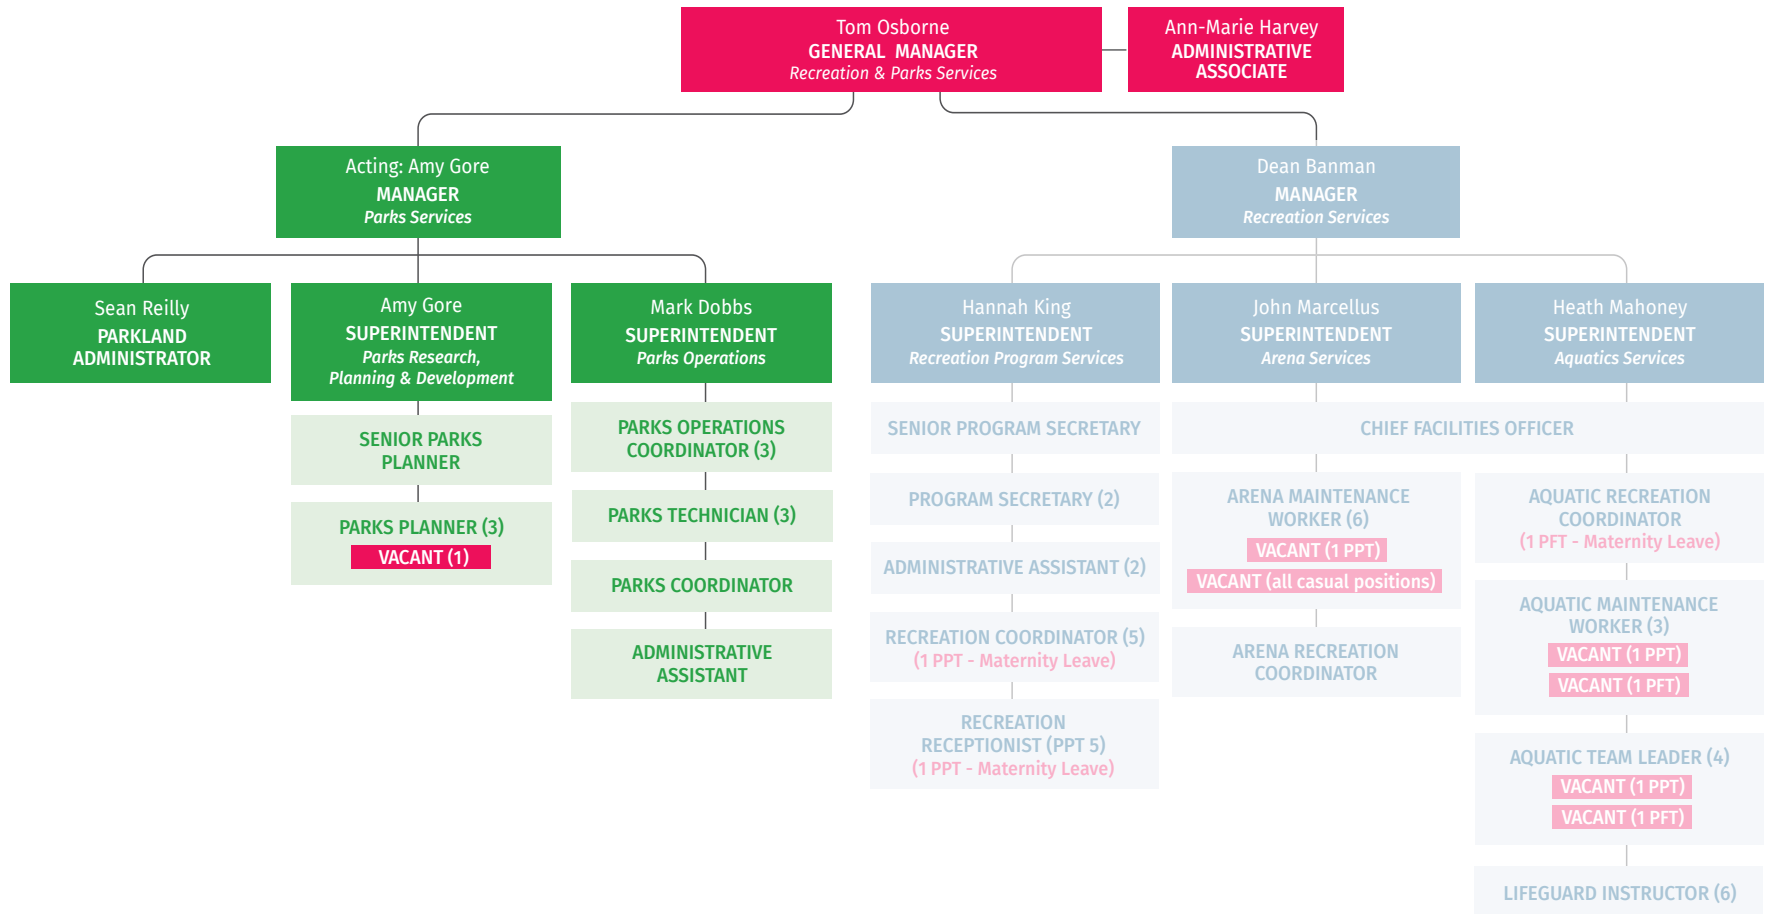 Tom Osborne
GENERAL MANAGER
Recreation & Parks Services
Ann-Marie Harvey
ADMINISTRATIVE
ASSOCIATE
Acting: Amy Gore
MANAGER
Parks Services
Dean Banman
MANAGER
Recreation Services
Sean Reilly
PARKLAND
ADMINISTRATOR
Amy Gore
SUPERINTENDENT
Parks Research,
Planning & Development
Mark Dobbs
SUPERINTENDENT
Parks Operations
Hannah King
SUPERINTENDENT
Recreation Program Services
John Marcellus
SUPERINTENDENT
Arena Services
Heath Mahoney
SUPERINTENDENT
Aquatics Services
SENIOR PARKS
PLANNER
PARKS PLANNER (3)
VACANT (1)
PARKS OPERATIONS
COORDINATOR (3)
PARKS TECHNICIAN (3)
PARKS COORDINATOR
ADMINISTRATIVE
ASSISTANT
SENIOR PROGRAM SECRETARY
PROGRAM SECRETARY (2)
ADMINISTRATIVE ASSISTANT (2)
RECREATION COORDINATOR (5)
(1 PPT - Maternity Leave)
RECREATION
RECEPTIONIST (PPT 5)
(1 PPT - Maternity Leave)
CHIEF FACILITIES OFFICER
ARENA MAINTENANCE
WORKER (6)
VACANT (1 PPT)
VACANT (all casual positions)
ARENA RECREATION
COORDINATOR
AQUATIC RECREATION
COORDINATOR
(1 PFT - Maternity Leave)
AQUATIC MAINTENANCE
WORKER (3)
VACANT (1 PPT)
VACANT (1 PFT)
AQUATIC TEAM LEADER (4)
VACANT (1 PPT)
VACANT (1 PFT)
LIFEGUARD INSTRUCTOR (6)